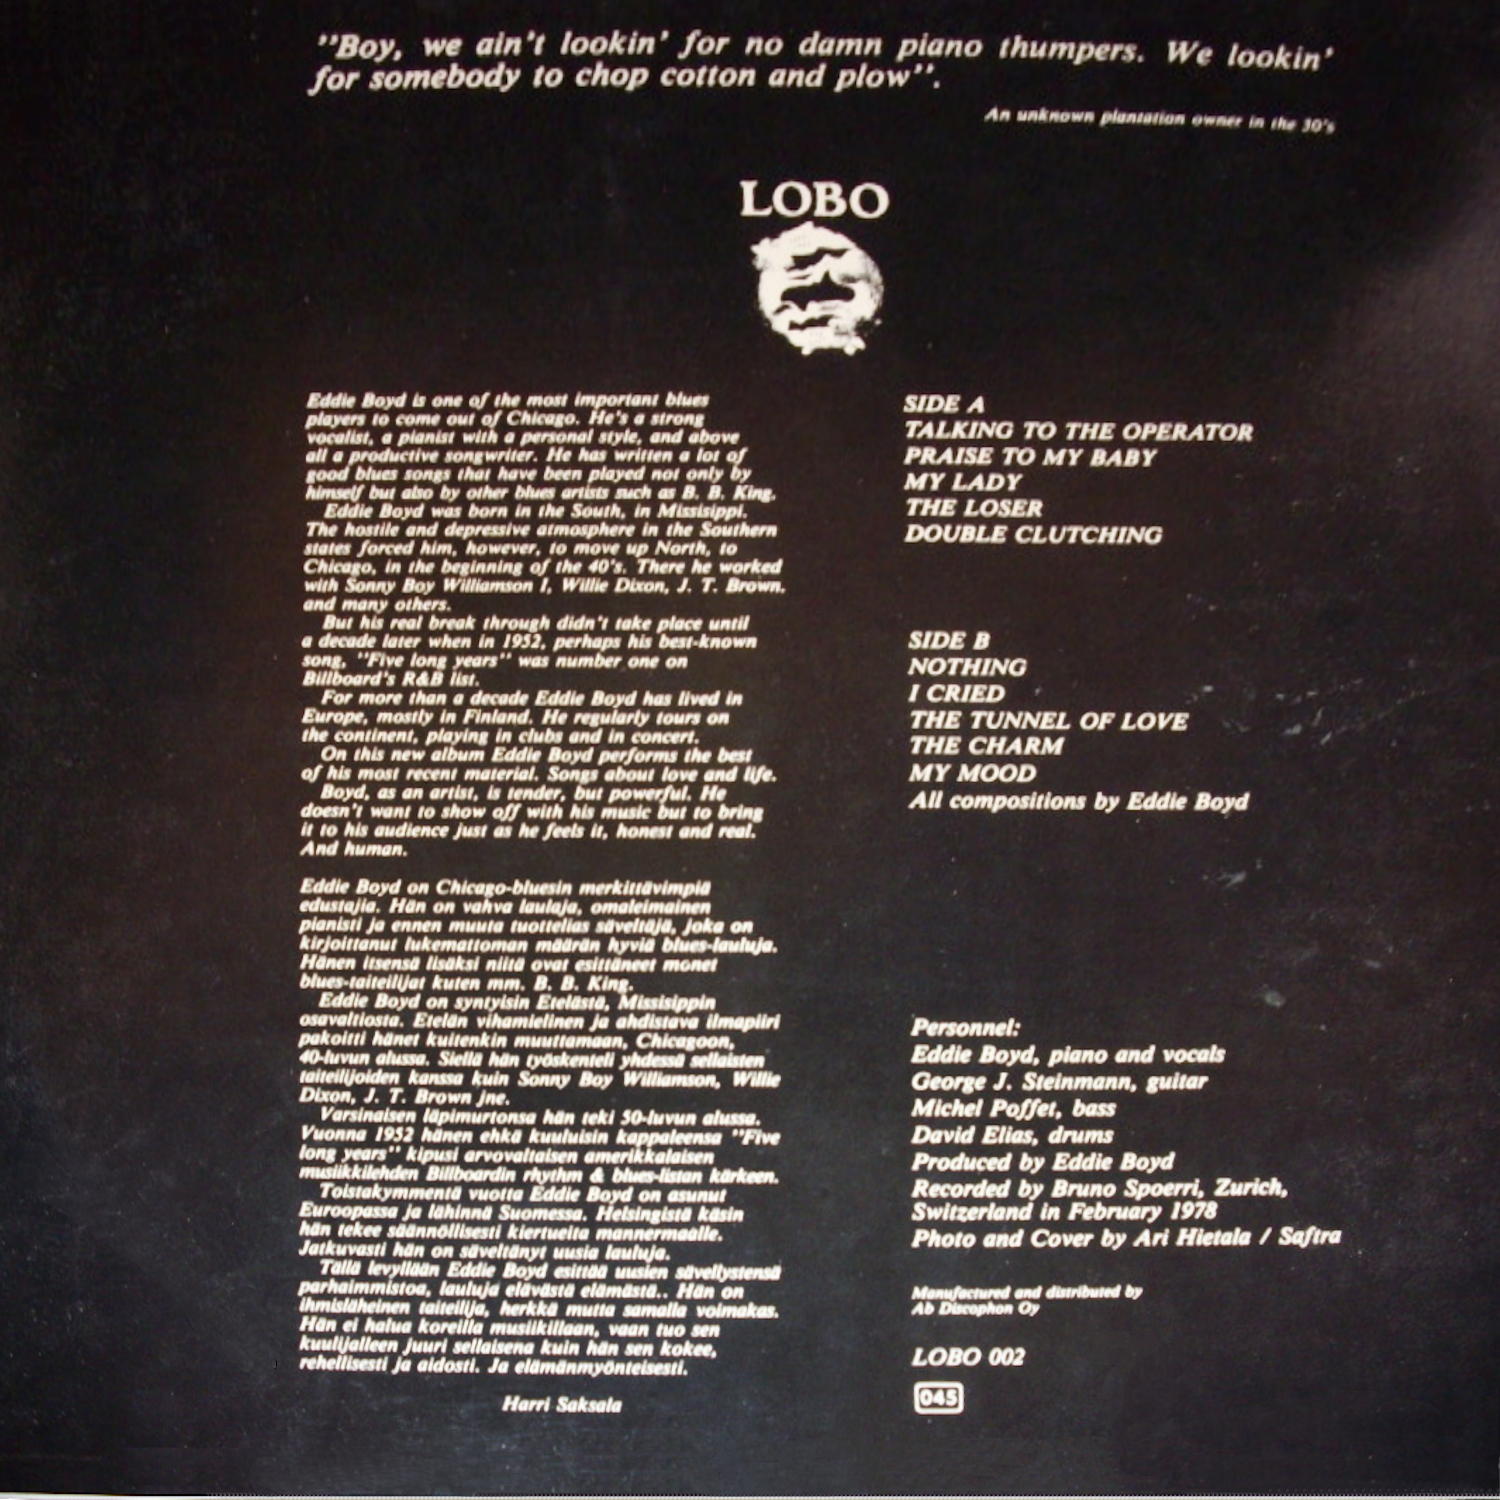 "Boy, we ain't lookin' for no damn piano thumpers. We lookin'
for somebody to chop cotton and plow".
An unknown plantation owner in the 30's
LOBO
Eddie Boyd is one of the most important blues
players to come out of Chicago. He's a strong
vocalist, a pianist with a personal style, and above
all a productive songwriter. He has written a lot of
good blues songs that have been played not only by
himself but also by other blues artists such as B. B. King.
Eddie Boyd was born in the South, in Missisippi.
The hostile and depressive atmosphere in the Southern
states forced him, however, to move up North, to
Chicago, in the beginning of the 40's. There he worked
with Sonny Boy Williamson I, Willie Dixon, J. T. Brown,
and many others.
But his real break through didn't take place until
a decade later when in 1952, perhaps his best-known
song, "Five long years" was number one on
Billboard's R&B list.
For more than a decade Eddie Boyd has lived in
Europe, mostly in Finland. He regularly tours on
the continent, playing in clubs and in concert.
On this new album Eddie Boyd performs the best
of his most recent material. Songs about love and life.
Boyd, as an artist, is tender, but powerful. He
doesn't want to show off with his music but to bring
it to his audience just as he feels it, honest and real.
And human.
Eddie Boyd on Chicago-bluesin merkittävimpiä
edustajia. Hän on vahva laulaja, omaleimainen
pianisti ja ennen muuta tuottelias säveltäjä, joka on
kirjoittanut lukemattoman määrän hyviä blues-lauluja.
Hänen itsensä lisäksi niitä ovat esittäneet monet
blues-taiteilijat kuten mm. B. B. King.
Eddie Boyd on syntyisin Etelästä, Missisippin
osavaltiosta. Etelän vihamielinen ja ahdistava ilmapiiri
pakoitti hänet kuitenkin muuttamaan, Chicagoon,
40-luvun alussa. Siellä hän työskenteli yhdessä sellaisten
taiteilijoiden kanssa kuin Sonny Boy Williamson, Willie
Dixon, J. T. Brown jne.
Varsinaisen läpimurtonsa hän teki 50-luvun alussa.
Vuonna 1952 hänen ehkä kuuluisin kappaleensa "Five
long years" kipusi arvovaltaisen amerikkalaisen
musiikkilehden Billboardin rhythm & blues-listan kärkeen.
Toistakymmentä vuotta Eddie Boyd on asunut
Euroopassa ja lähinnä Suomessa. Helsingistä käsin
hän tekee säännöllisesti kiertueita mannermaalle.
Jatkuvasti hän on säveltänyt uusia lauluja.
Tällä levyllään Eddie Boyd esittää uusien sävellystensä
parhaimmistoa, lauluja elävästä elämästä.. Hän on
ihmisläheinen taiteilija, herkkä mutta samalla voimakas.
Hän ei halua koreilla musiikillaan, vaan tuo sen
kuulijalleen juuri sellaisena kuin hän sen kokee,
rehellisesti ja aidosti. Ja elämänmyönteisesti.
Harri Saksala
SIDE A
TALKING TO THE OPERATOR
PRAISE TO MY BABY
MY LADY
THE LOSER
DOUBLE CLUTCHING
SIDE B
NOTHING
I CRIED
THE TUNNEL OF LOVE
THE CHARM
MY MOOD
All compositions by Eddie Boyd
Personnel:
Eddie Boyd, piano and vocals
George J. Steinmann, guitar
Michel Poffet, bass
David Elias, drums
Produced by Eddie Boyd
Recorded by Bruno Spoerri, Zurich,
Switzerland in February 1978
Photo and Cover by Ari Hietala / Saftra
Manufactured and distributed by
Ab Discophon Oy
LOBO 002
045